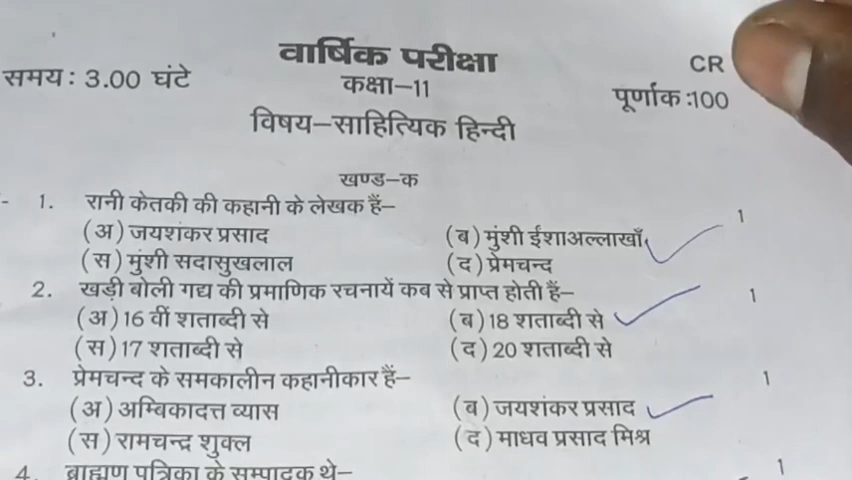 वार्षिक परीक्षा
CR
समय: 3.00 घंटे
कक्षा–11
पूर्णाक :100
विषय–साहित्यिक हिन्दी
खण्ड–क
1. रानी केतकी की कहानी के लेखक हैं– 1
(अ) जयशंकर प्रसाद (ब) मुंशी ईंशाअल्लाखाँ
(स) मुंशी सदासुखलाल (द) प्रेमचन्द
2. खड़ी बोली गद्य की प्रमाणिक रचनायें कब से प्राप्त होती हैं– 1
(अ) 16 वीं शताब्दी से (ब) 18 शताब्दी से
(स) 17 शताब्दी से (द) 20 शताब्दी से
3. प्रेमचन्द के समकालीन कहानीकार हैं– 1
(अ) अम्बिकादत्त व्यास (ब) जयशंकर प्रसाद
(स) रामचन्द्र शुक्ल (द) माधव प्रसाद मिश्र
4. ब्राह्मण पत्रिका के सम्पादक थे– 1